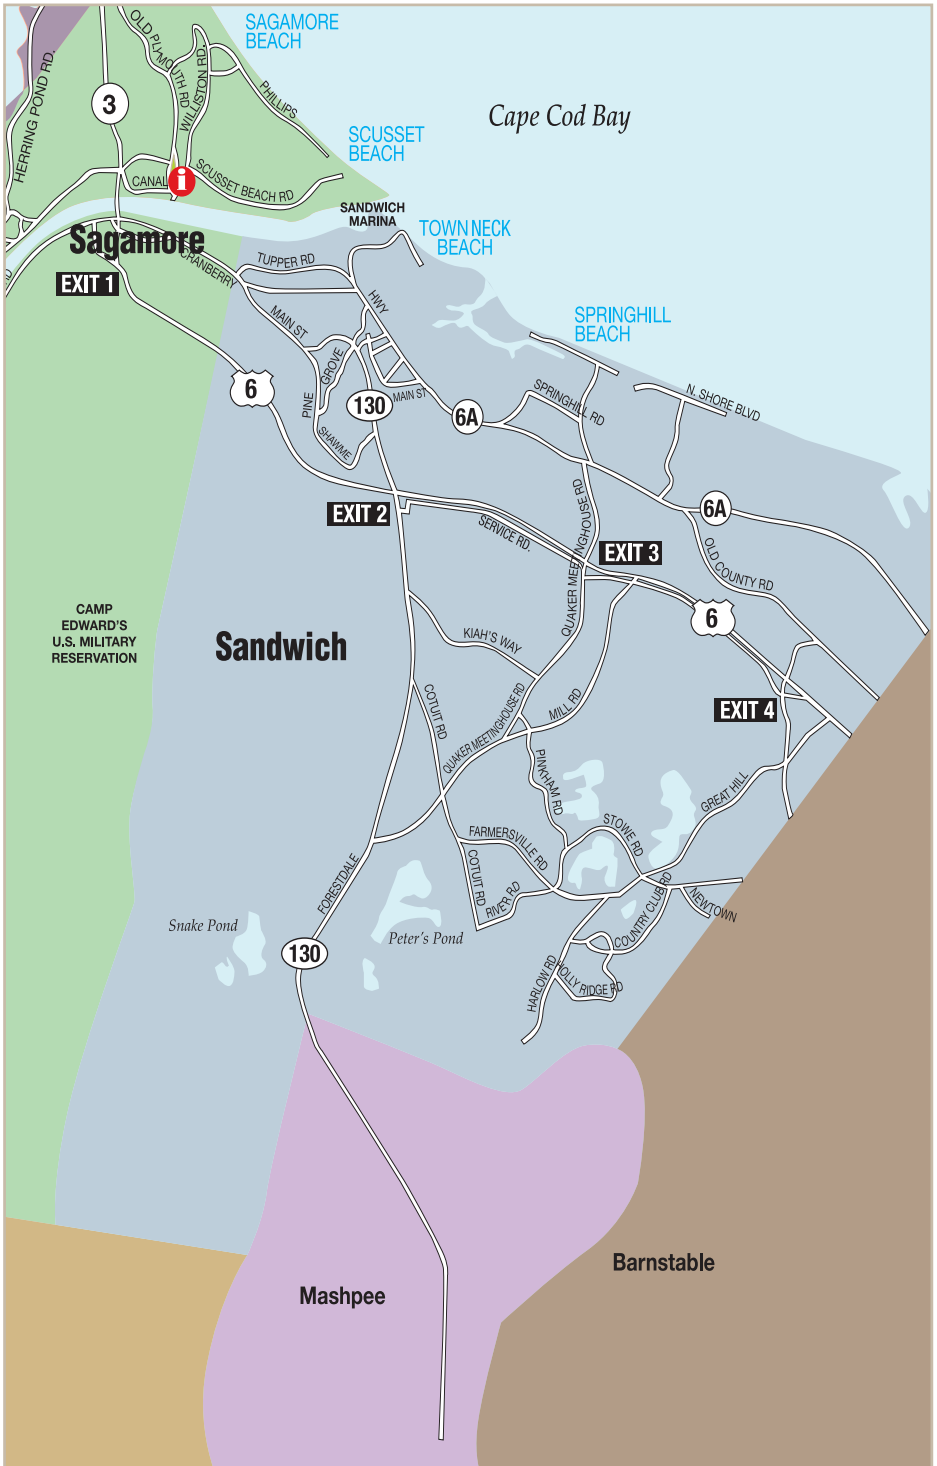 SAGAMORE
BEACH
OLD PLYMOUTH RD
WILLISTON RD.
HERRING POND RD.
3
PHILLIPS
Cape Cod Bay
SCUSSET
BEACH
CANAL
i
SCUSSET BEACH RD
SANDWICH
MARINA
TOWN NECK
BEACH
Sagamore
CRANBERRY
RD
EXIT 1
TUPPER RD
HWY
MAIN ST
SPRINGHILL
BEACH
GROVE
PINE
6
130
MAIN ST
6A
SPRINGHILL RD
N. SHORE BLVD
SHAWME
EXIT 2
SERVICE RD.
QUAKER MEETINGHOUSE RD
6A
EXIT 3
OLD COUNTY RD
CAMP
EDWARD'S
U.S. MILITARY
RESERVATION
6
Sandwich
KIAH'S WAY
COTUIT RD
QUAKER MEETINGHOUSE RD
MILL RD
EXIT 4
PINKHAM RD
GREAT HILL
FARMERSVILLE RD
STOWE RD
FORESTDALE
COTUIT RD
RIVER RD
COUNTRY CLUB RD
NEWTOWN
Snake Pond
Peter's Pond
130
HARLOW RD
HOLLY RIDGE RD
Barnstable
Mashpee